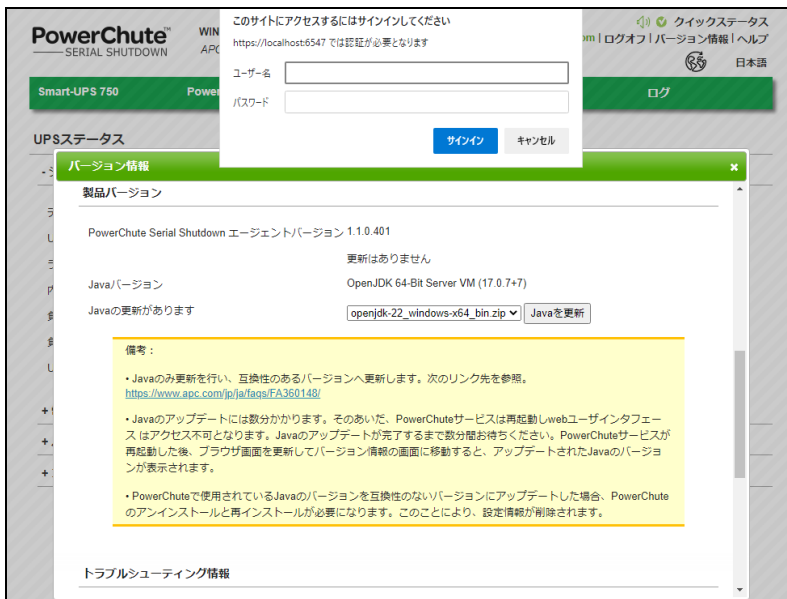 PowerChute™
SERIAL SHUTDOWN
WIN
APC
このサイトにアクセスするにはサインインしてください
https://localhost:6547 では認証が必要となります
ユーザー名
パスワード
サインイン
キャンセル
クイックステータス
om | ログオフ | バージョン情報 | ヘルプ
日本語
Smart-UPS 750
Power
ログ
UPSステータス
バージョン情報
製品バージョン
PowerChute Serial Shutdown エージェントバージョン 1.1.0.401
更新はありません
Javaバージョン
OpenJDK 64-Bit Server VM (17.0.7+7)
Javaの更新があります
openjdk-22_windows-x64_bin.zip
Javaを更新
備考：
• Javaのみ更新を行い、互換性のあるバージョンへ更新します。次のリンク先を参照。
https://www.apc.com/jp/ja/faqs/FA360148/
• Javaのアップデートには数分かかります。そのあいだ、PowerChuteサービスは再起動しwebユーザインタフェー
ス はアクセス不可となります。Javaのアップデートが完了するまで数分間お待ちください。PowerChuteサービスが
再起動した後、ブラウザ画面を更新してバージョン情報の画面に移動すると、アップデートされたJavaのバージョ
ンが表示されます。
• PowerChuteで使用されているJavaのバージョンを互換性のないバージョンにアップデートした場合、PowerChute
のアンインストールと再インストールが必要になります。このことにより、設定情報が削除されます。
トラブルシューティング情報